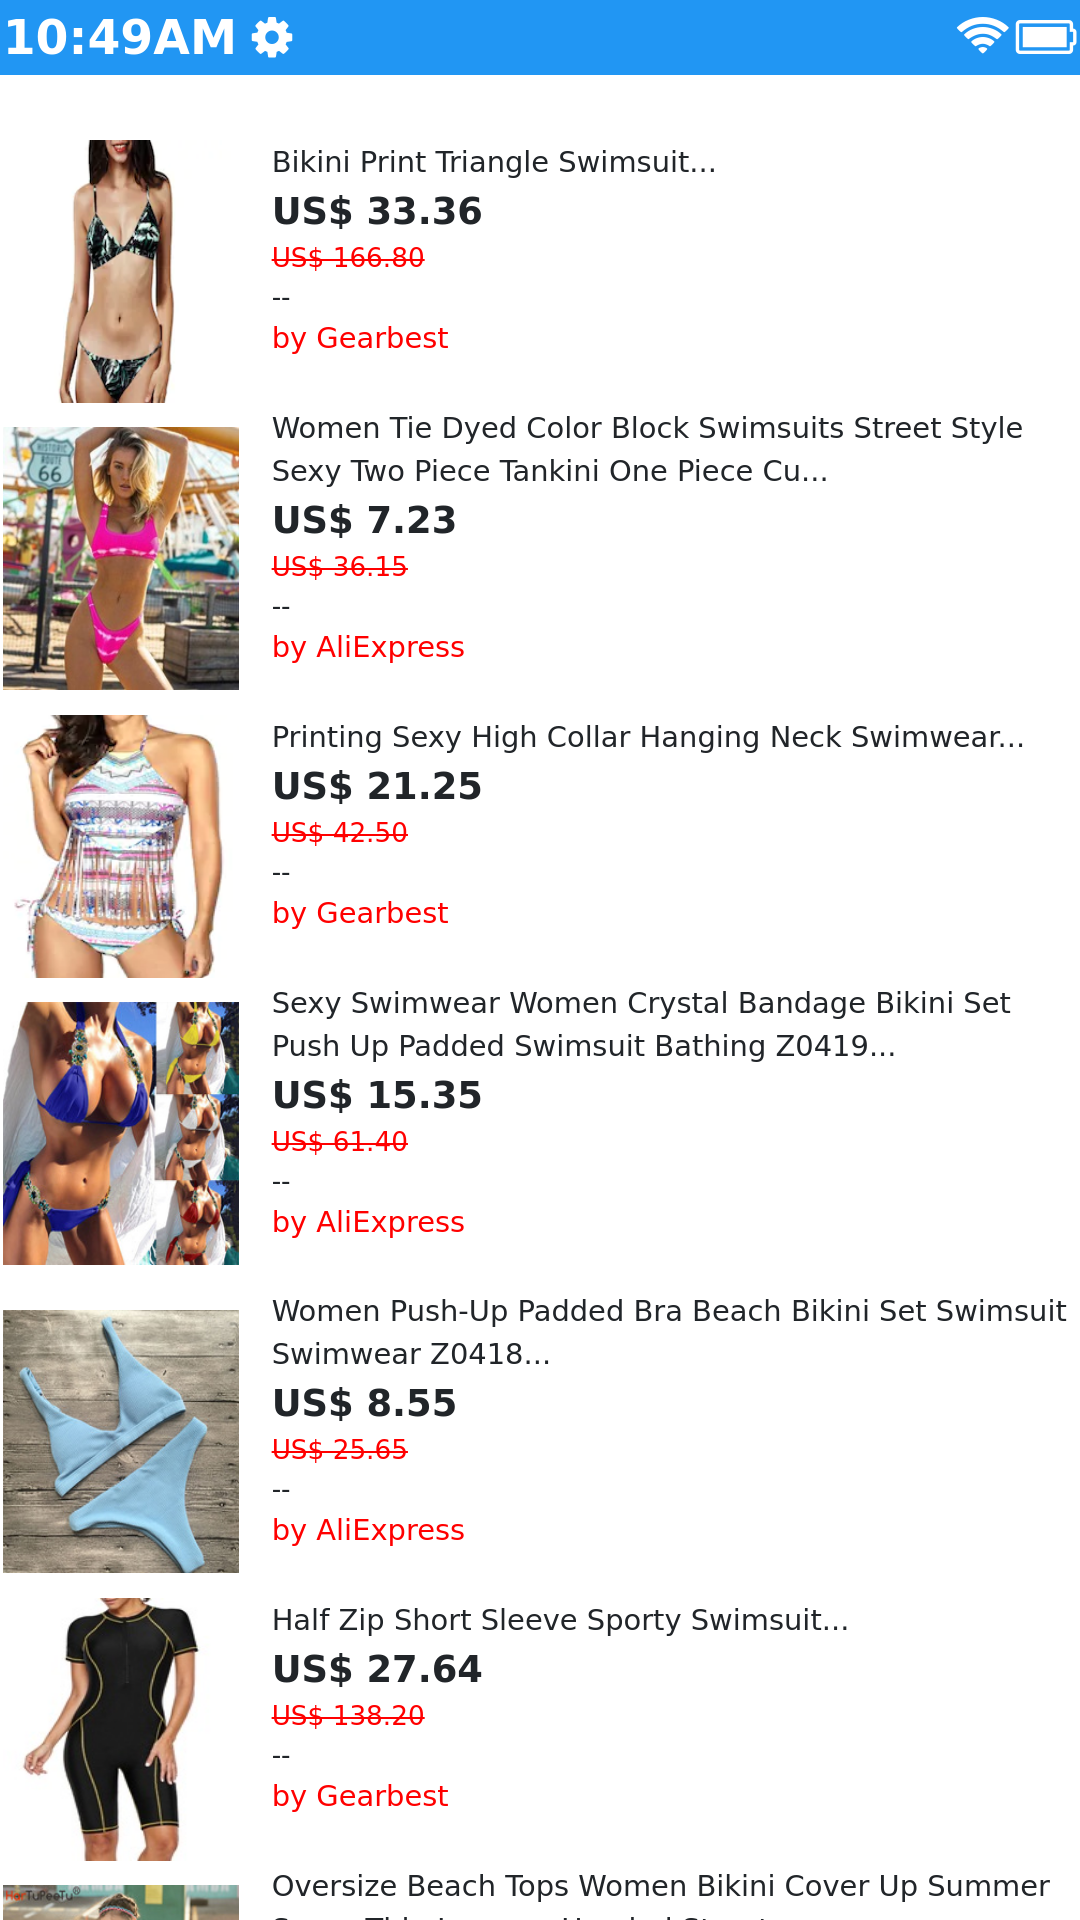 10:49AM
Bikini Print Triangle Swimsuit...
US$ 33.36
US$ 166.80
--
by Gearbest
HISTORIC
ROUTE
66
Women Tie Dyed Color Block Swimsuits Street Style
Sexy Two Piece Tankini One Piece Cu...
US$ 7.23
US$ 36.15
--
by AliExpress
Printing Sexy High Collar Hanging Neck Swimwear...
US$ 21.25
US$ 42.50
--
by Gearbest
Sexy Swimwear Women Crystal Bandage Bikini Set
Push Up Padded Swimsuit Bathing Z0419...
US$ 15.35
US$ 61.40
--
by AliExpress
Women Push-Up Padded Bra Beach Bikini Set Swimsuit
Swimwear Z0418...
US$ 8.55
US$ 25.65
--
by AliExpress
Half Zip Short Sleeve Sporty Swimsuit...
US$ 27.64
US$ 138.20
--
by Gearbest
HerTuPeeTu®
Oversize Beach Tops Women Bikini Cover Up Summer